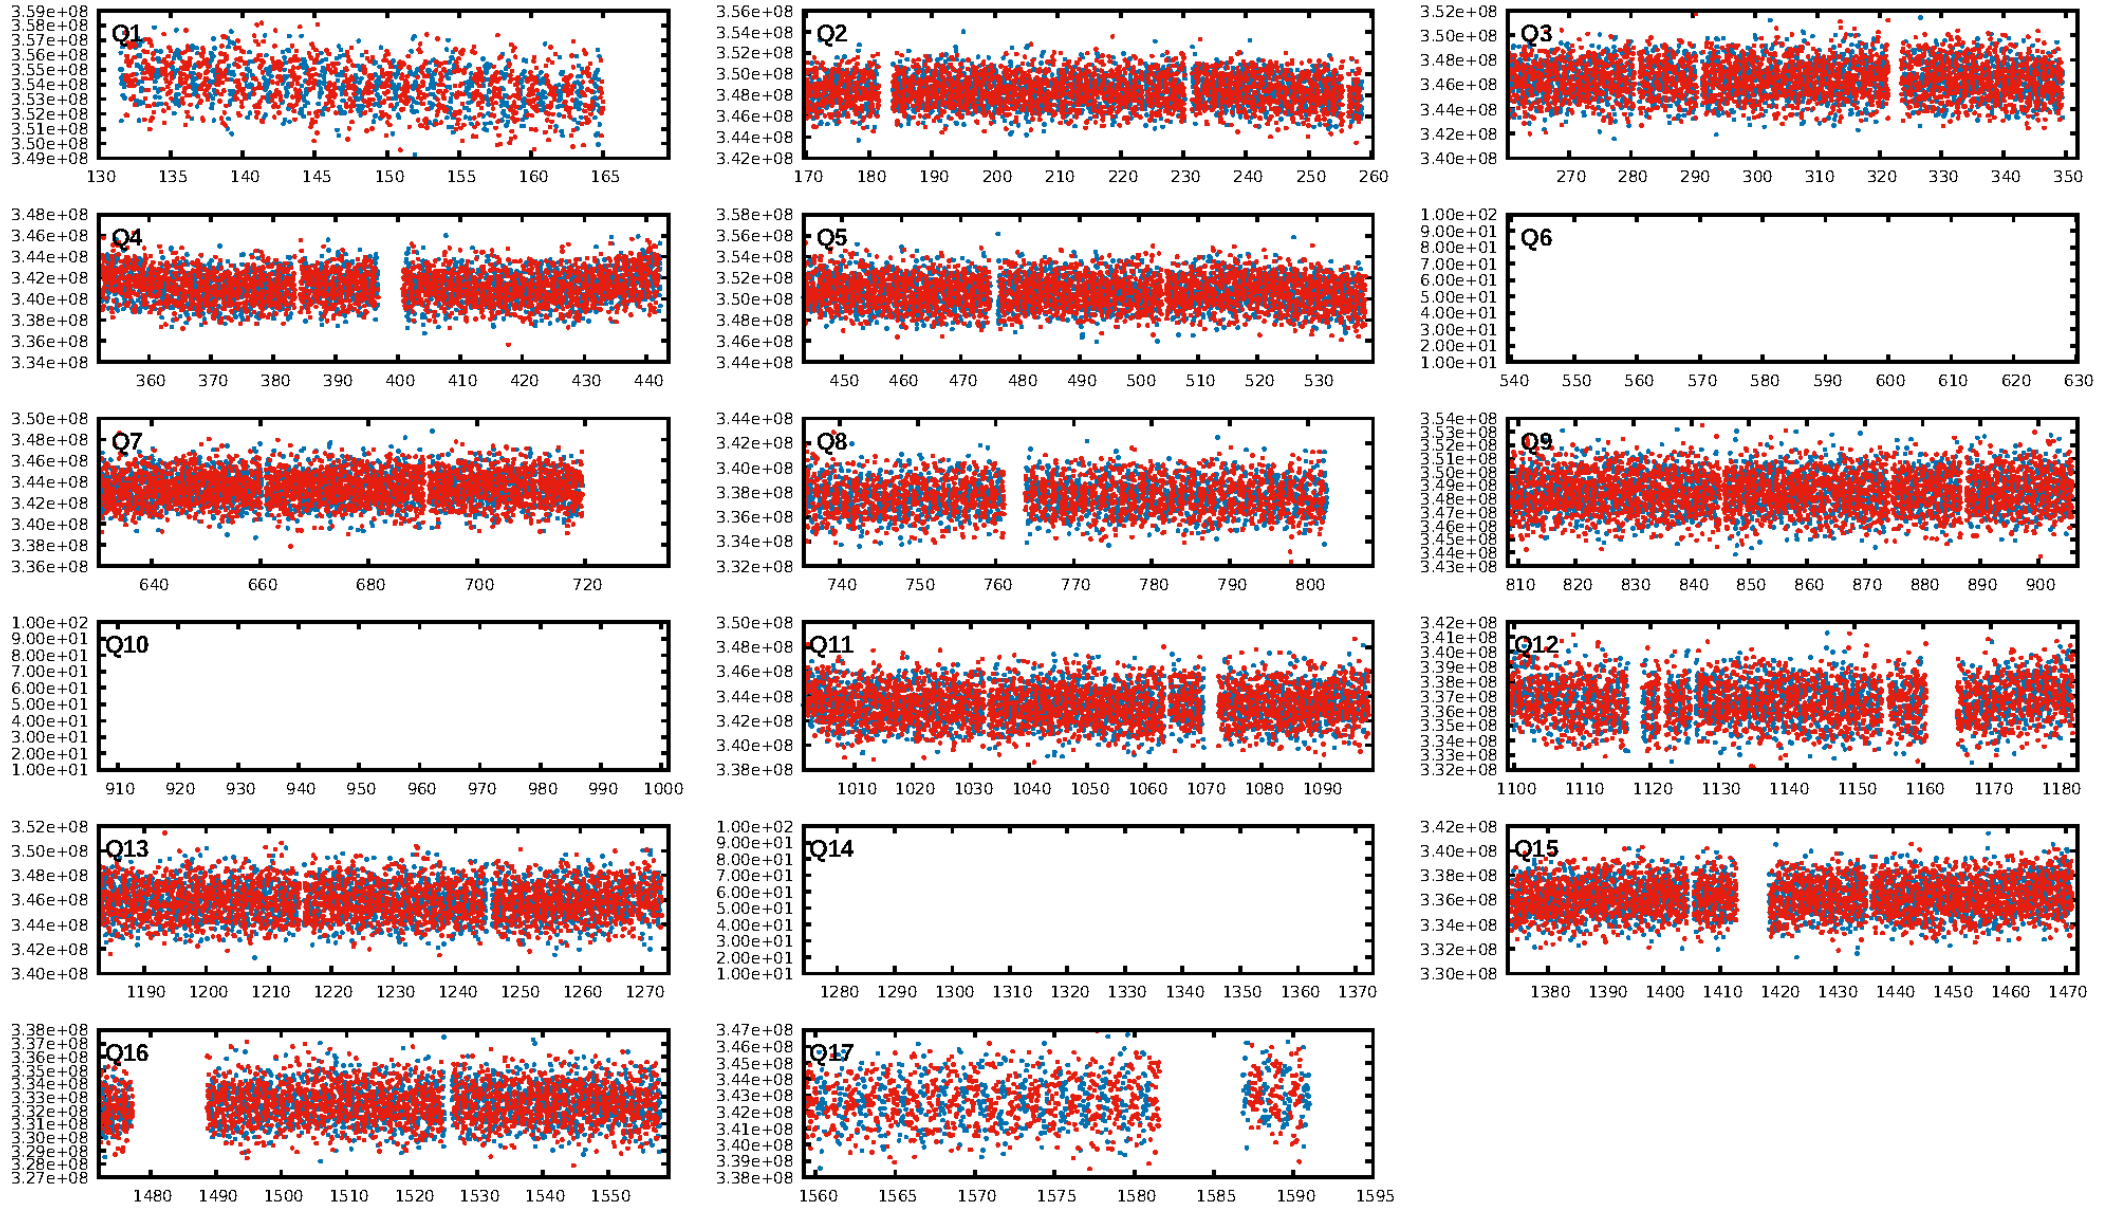 3.59e+08
Q1
3.58e+08
3.57e+08
3.56e+08
3.55e+08
3.54e+08
3.53e+08
3.52e+08
3.51e+08
3.50e+08
3.49e+08
130 135 140 145 150 155 160 165
3.56e+08
Q2
3.54e+08
3.52e+08
3.50e+08
3.48e+08
3.46e+08
3.44e+08
3.42e+08
170 180 190 200 210 220 230 240 250 260
3.52e+08
Q3
3.50e+08
3.48e+08
3.46e+08
3.44e+08
3.42e+08
3.40e+08
270 280 290 300 310 320 330 340 350
3.48e+08
Q4
3.46e+08
3.44e+08
3.42e+08
3.40e+08
3.38e+08
3.36e+08
3.34e+08
360 370 380 390 400 410 420 430 440
3.58e+08
Q5
3.56e+08
3.54e+08
3.52e+08
3.50e+08
3.48e+08
3.46e+08
3.44e+08
450 460 470 480 490 500 510 520 530
1.00e+02
Q6
9.00e+01
8.00e+01
7.00e+01
6.00e+01
5.00e+01
4.00e+01
3.00e+01
2.00e+01
1.00e+01
540 550 560 570 580 590 600 610 620 630
3.50e+08
Q7
3.48e+08
3.46e+08
3.44e+08
3.42e+08
3.40e+08
3.38e+08
3.36e+08
640 660 680 700 720
3.44e+08
Q8
3.42e+08
3.40e+08
3.38e+08
3.36e+08
3.34e+08
3.32e+08
740 750 760 770 780 790 800
3.54e+08
Q9
3.53e+08
3.52e+08
3.51e+08
3.50e+08
3.49e+08
3.48e+08
3.47e+08
3.46e+08
3.45e+08
3.44e+08
3.43e+08
810 820 830 840 850 860 870 880 890 900
1.00e+02
Q10
9.00e+01
8.00e+01
7.00e+01
6.00e+01
5.00e+01
4.00e+01
3.00e+01
2.00e+01
1.00e+01
910 920 930 940 950 960 970 980 990 1000
3.50e+08
Q11
3.48e+08
3.46e+08
3.44e+08
3.42e+08
3.40e+08
3.38e+08
1010 1020 1030 1040 1050 1060 1070 1080 1090
3.42e+08
Q12
3.41e+08
3.40e+08
3.39e+08
3.38e+08
3.37e+08
3.36e+08
3.35e+08
3.34e+08
3.33e+08
3.32e+08
1100 1110 1120 1130 1140 1150 1160 1170 1180
3.52e+08
Q13
3.50e+08
3.48e+08
3.46e+08
3.44e+08
3.42e+08
3.40e+08
1190 1200 1210 1220 1230 1240 1250 1260 1270
1.00e+02
Q14
9.00e+01
8.00e+01
7.00e+01
6.00e+01
5.00e+01
4.00e+01
3.00e+01
2.00e+01
1.00e+01
1280 1290 1300 1310 1320 1330 1340 1350 1360 1370
3.42e+08
Q15
3.40e+08
3.38e+08
3.36e+08
3.34e+08
3.32e+08
3.30e+08
1380 1390 1400 1410 1420 1430 1440 1450 1460 1470
3.38e+08
Q16
3.37e+08
3.36e+08
3.35e+08
3.34e+08
3.33e+08
3.32e+08
3.31e+08
3.30e+08
3.29e+08
3.28e+08
3.27e+08
1480 1490 1500 1510 1520 1530 1540 1550
3.47e+08
Q17
3.46e+08
3.45e+08
3.44e+08
3.43e+08
3.42e+08
3.41e+08
3.40e+08
3.39e+08
3.38e+08
1560 1565 1570 1575 1580 1585 1590 1595